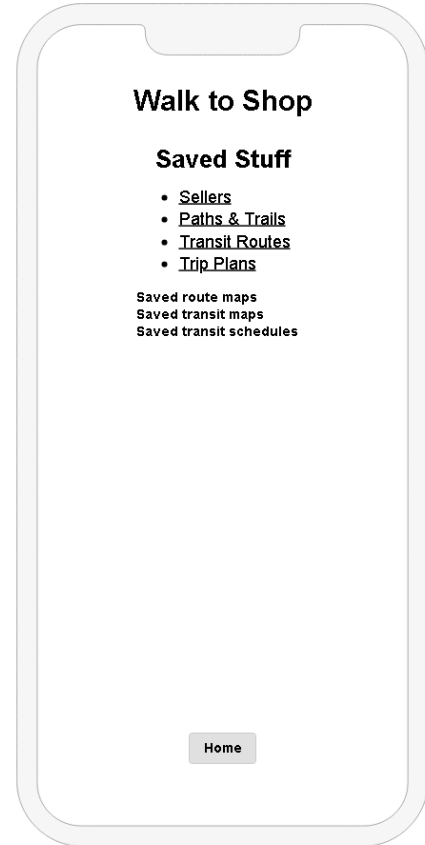 Walk to Shop
Saved Stuff
• Sellers
• Paths & Trails
• Transit Routes
• Trip Plans
Saved route maps
Saved transit maps
Saved transit schedules
Home